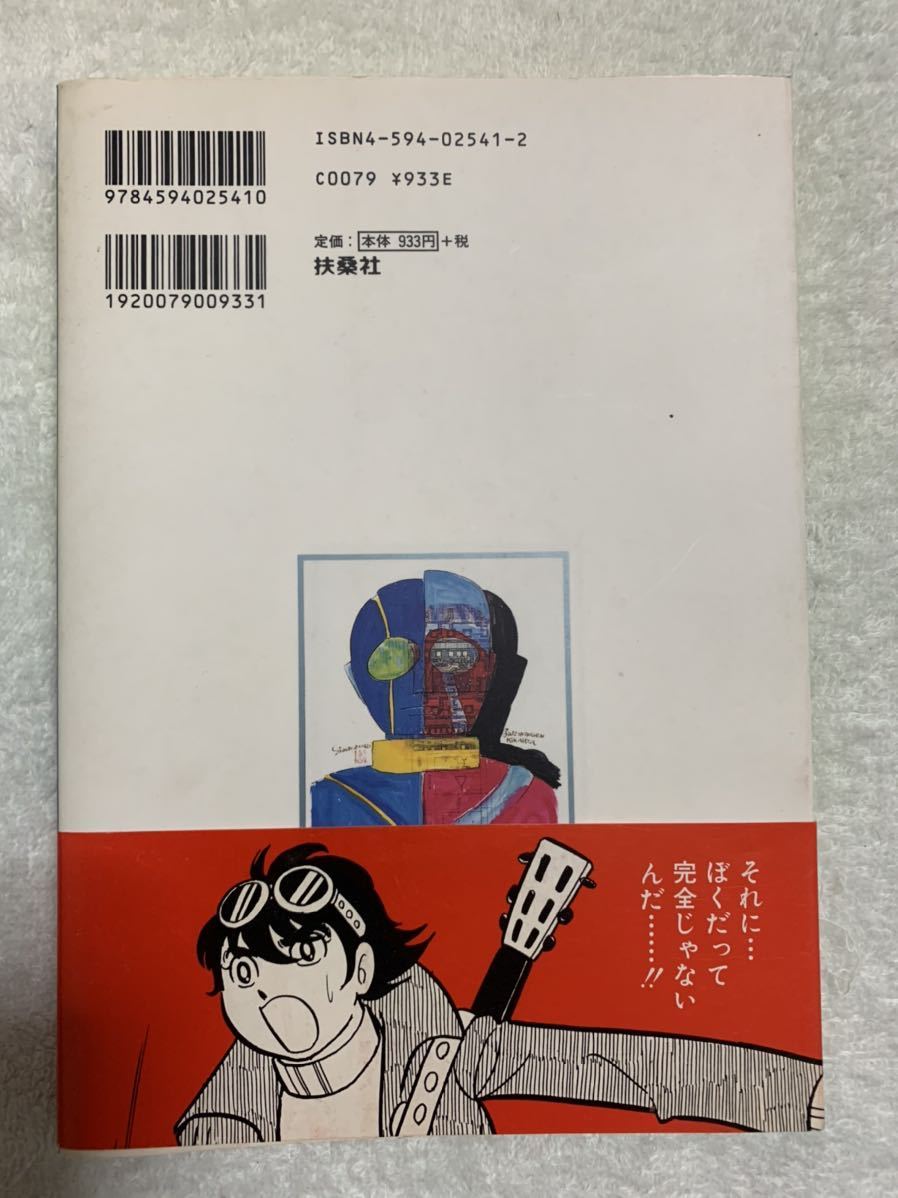 ISBN4-594-02541-2
C0079 ¥933E
9784594025410
定価：本体 933円+税
扶桑社
1920079009331
それに…
ぼくだって
完全じゃない
んだ………!!